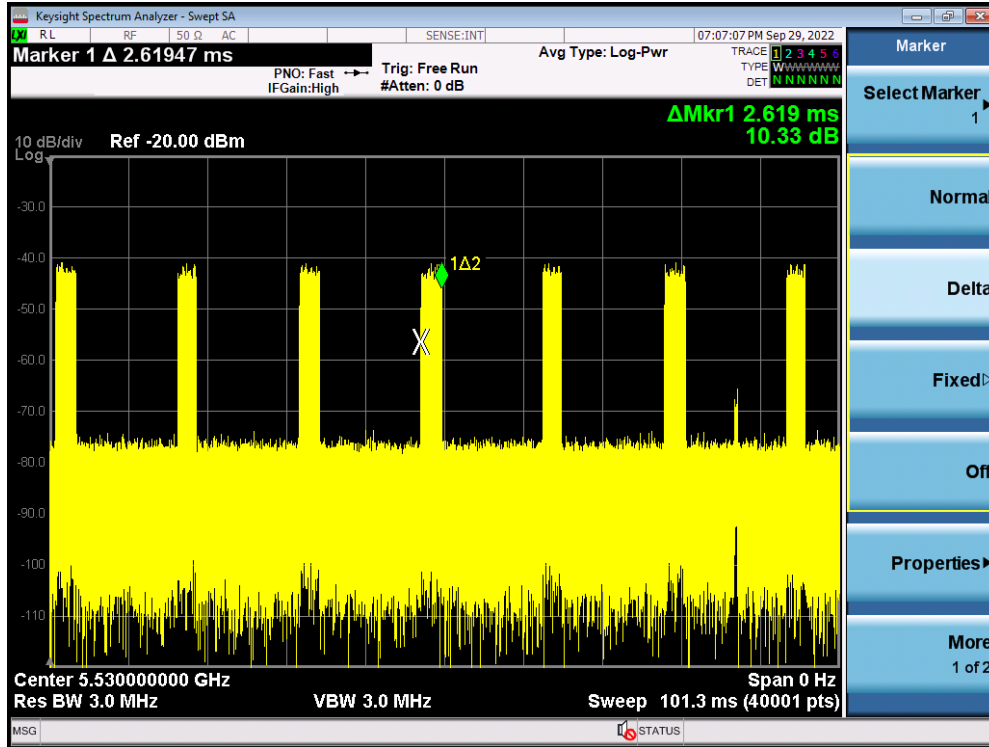 Keysight Spectrum Analyzer - Swept SA
LXI RL RF 50 Ω AC SENSE:INT 07:07:07 PM Sep 29, 2022
Marker 1 Δ 2.61947 ms
PNO: Fast
IFGain:High
Trig: Free Run
#Atten: 0 dB
Avg Type: Log-Pwr
TRACE 1 2 3 4 5 6
TYPE WWWWWW
DET N N N N N N
ΔMkr1 2.619 ms
10.33 dB
10 dB/div Ref -20.00 dBm
Log
-30.0
-40.0
1Δ2
-50.0
X
-60.0
-70.0
-80.0
-90.0
-100
-110
Center 5.530000000 GHz Span 0 Hz
Res BW 3.0 MHz VBW 3.0 MHz Sweep 101.3 ms (40001 pts)
MSG STATUS
Marker
Select Marker
1
Normal
Delta
Fixed
Off
Properties
More
1 of 2